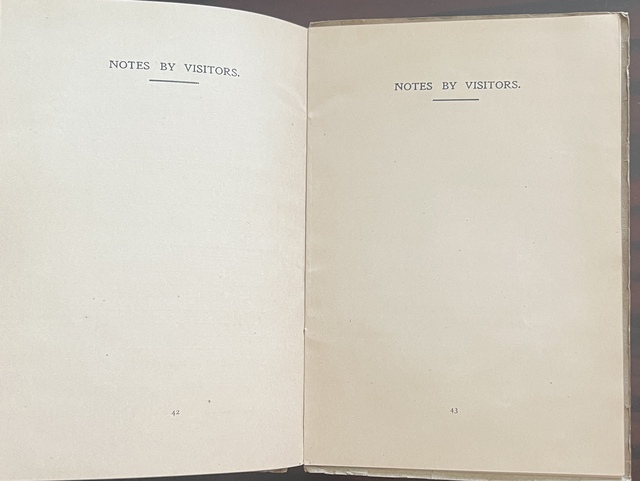 NOTES BY VISITORS.
42
NOTES BY VISITORS.
43